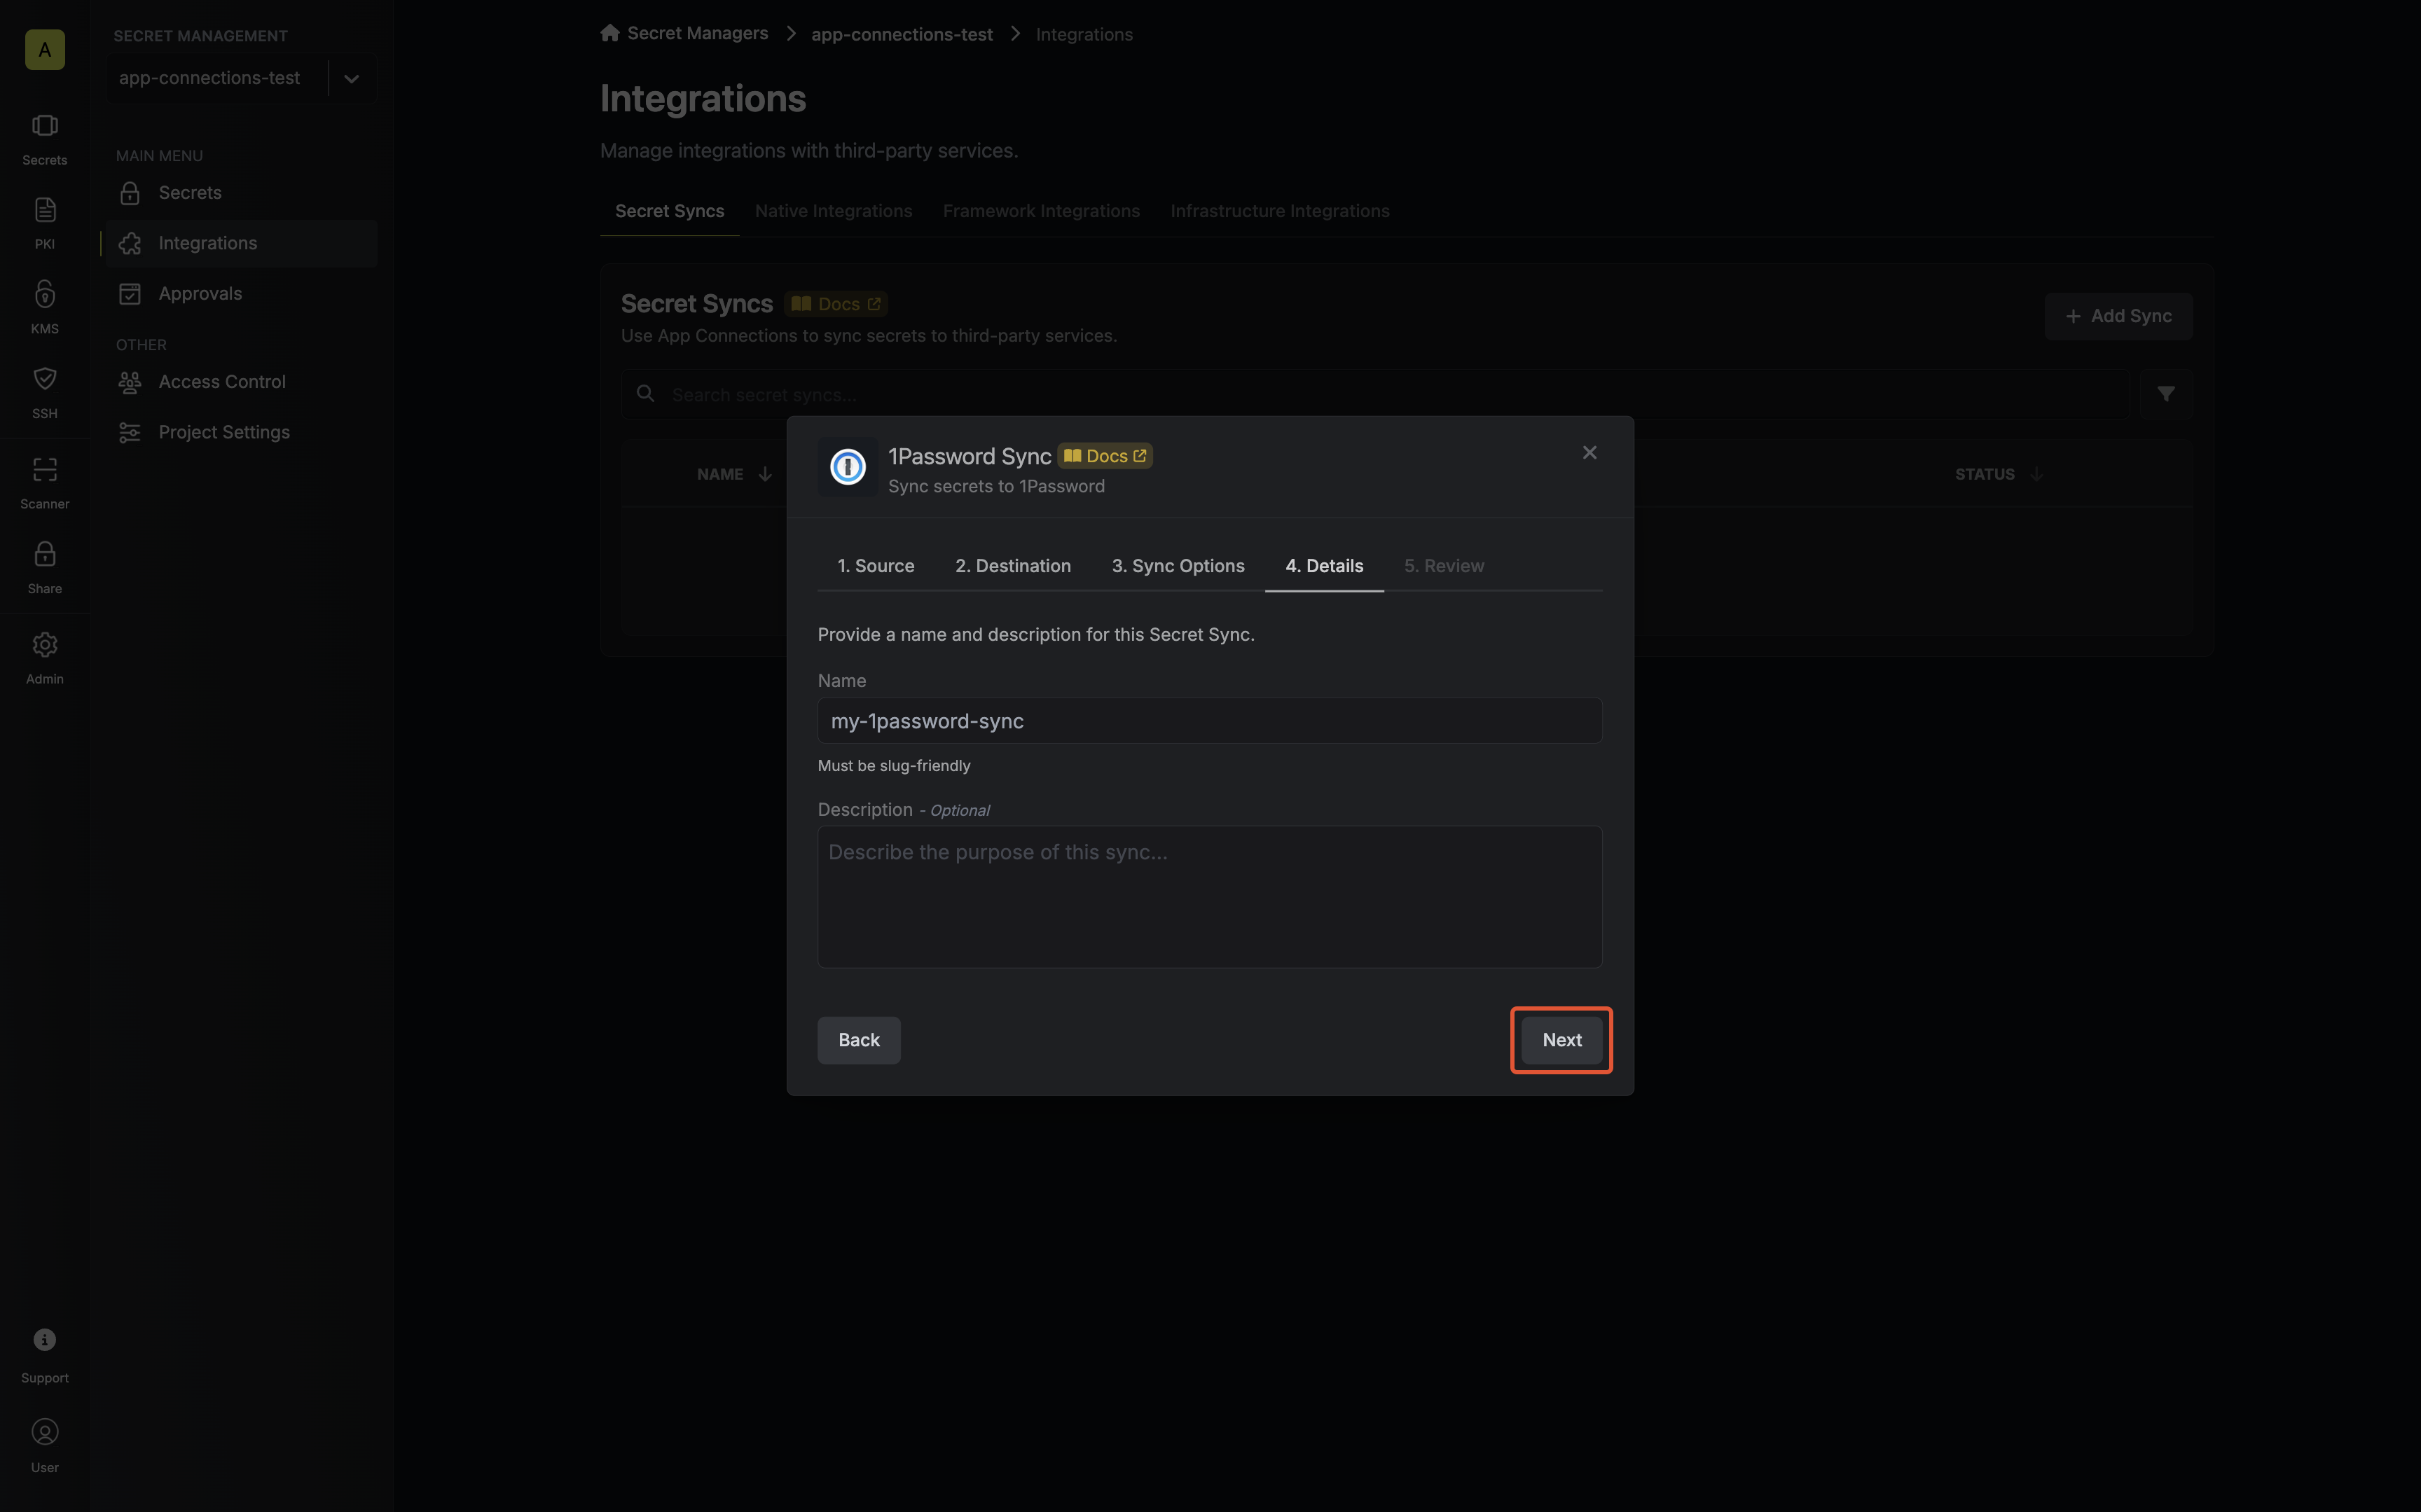 A
Secrets
PKI
KMS
SSH
Scanner
Share
Admin
Support
User
SECRET MANAGEMENT
app-connections-test
MAIN MENU
Secrets
Integrations
Approvals
OTHER
Access Control
Project Settings
Secret Managers > app-connections-test > Integrations
Integrations
Manage integrations with third-party services.
Secret Syncs Native Integrations Framework Integrations Infrastructure Integrations
Secret Syncs Docs
Use App Connections to sync secrets to third-party services.
+ Add Sync
Search secret syncs...
NAME STATUS
1Password Sync Docs
Sync secrets to 1Password
1. Source 2. Destination 3. Sync Options 4. Details 5. Review
Provide a name and description for this Secret Sync.
Name
my-1password-sync
Must be slug-friendly
Description - Optional
Describe the purpose of this sync...
Back Next